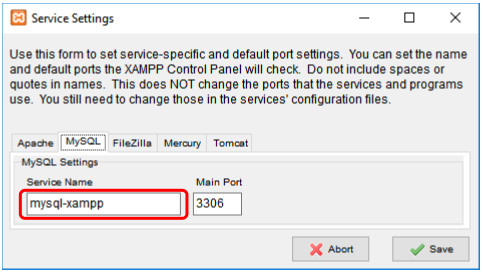 Service Settings
Use this form to set service-specific and default port settings.  You can set the name
and default ports the XAMPP Control Panel will check.  Do not include spaces or
quotes in names.  This does NOT change the ports that the services and programs
use.  You still need to change those in the services' configuration files.
Apache MySQL FileZilla Mercury Tomcat
MySQL Settings
Service Name Main Port
mysql-xampp 3306
Abort Save